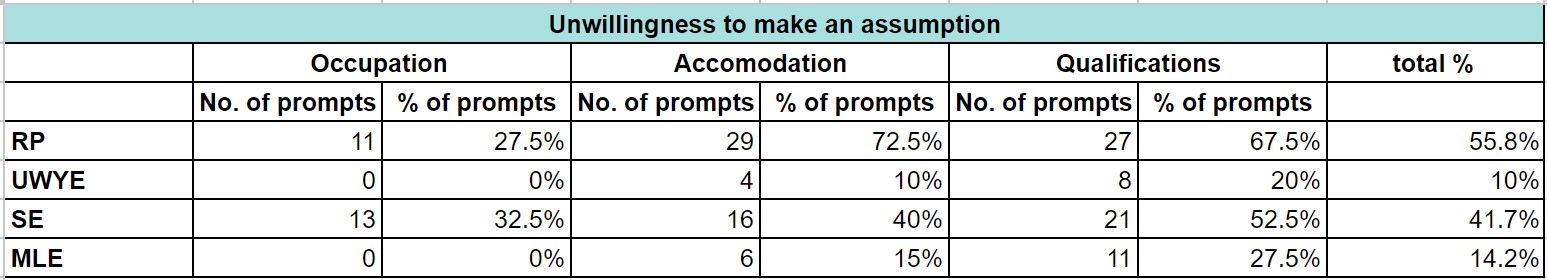 Unwillingness to make an assumption
Occupation Accomodation Qualifications total %
No. of prompts % of prompts No. of prompts % of prompts No. of prompts % of prompts
RP 11 27.5% 29 72.5% 27 67.5% 55.8%
UWYE 0 0% 4 10% 8 20% 10%
SE 13 32.5% 16 40% 21 52.5% 41.7%
MLE 0 0% 6 15% 11 27.5% 14.2%